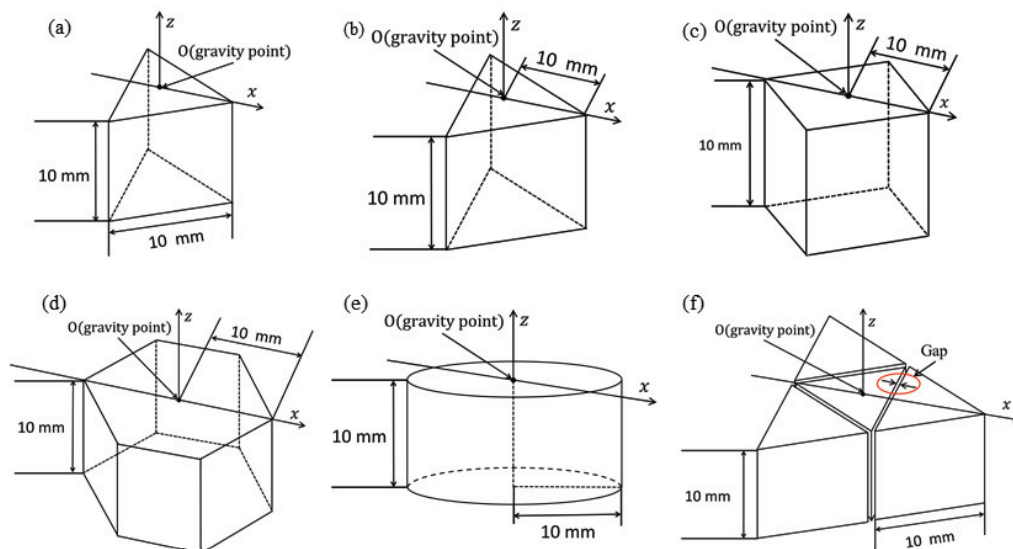 (a)
z
O(gravity point)
x
10 mm
10 mm
(b)
O(gravity point)
z
10 mm
x
10 mm
(c)
O(gravity point)
z
10 mm
x
10 mm
(d)
O(gravity point)
z
10 mm
x
10 mm
(e)
O(gravity point)
z
x
10 mm
10 mm
(f)
O(gravity point)
z
Gap
x
10 mm
10 mm